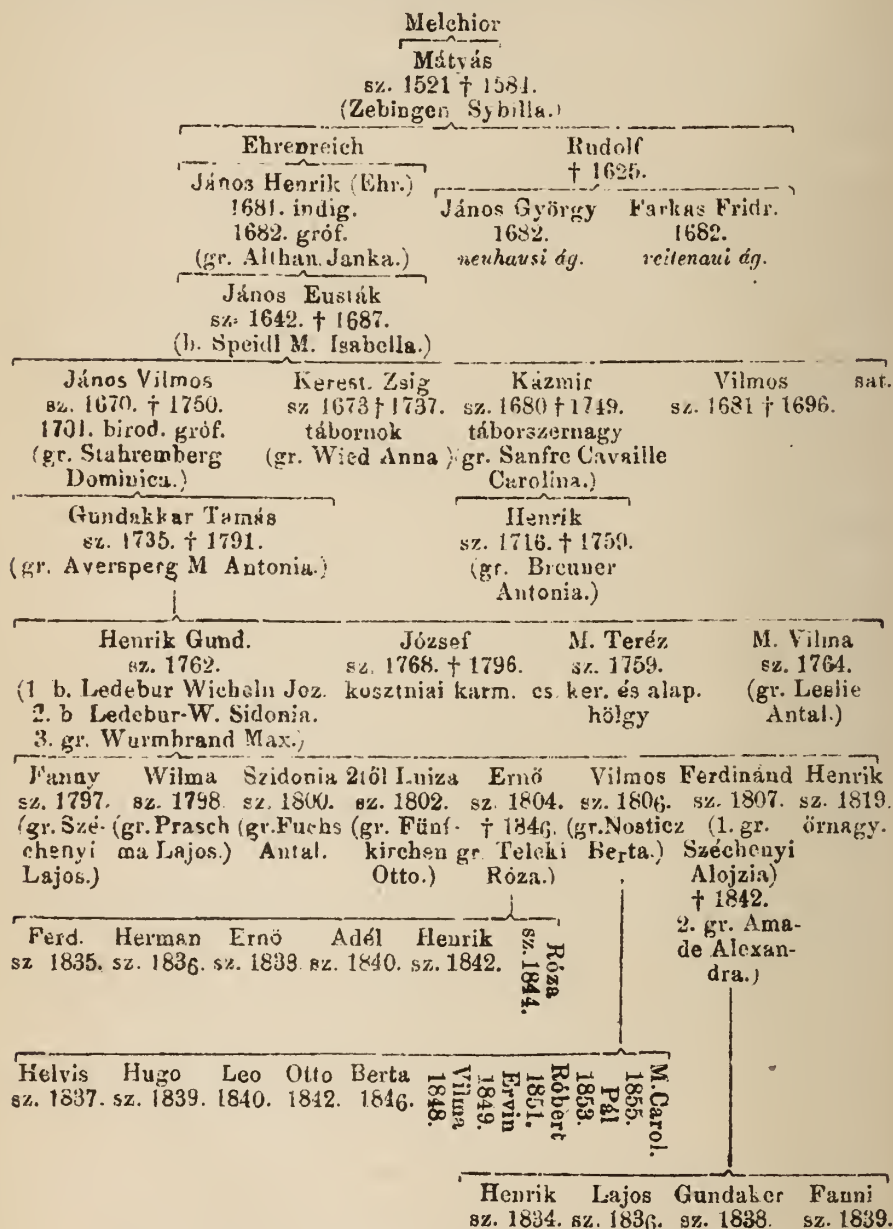 Melchior
Mátyás
sz. 1521 † 1581.
(Zebingen Sybilla.)
Ehrenreich Rudolf
† 1625.
János Henrik (Ehr.)
1681. indig. János György Farkas Fridr.
1682. gróf. 1682. 1682.
(gr. Althan Janka.) neuhausi ág. reitenaui ág.
János Eusták
sz. 1642. † 1687.
(b. Speidl M. Isabella.)
János Vilmos Kerest. Zsig Kázmir Vilmos sat.
sz. 1670. † 1750. sz 1673 † 1737. sz. 1680 † 1749. sz. 1681 † 1696.
1701. birod. gróf. tábornok táborszernagy
(gr. Stahremberg (gr. Wied Anna) gr. Sanfre Cavaille
Dominica.) Carolina.)
Gundakkar Tamás Henrik
sz. 1735. † 1791. sz. 1716. † 1759.
(gr. Aversperg M Antonia.) (gr. Breuner
Antonia.)
Henrik Gund. József M. Teréz M. Vilma
sz. 1762. sz. 1768. † 1796. sz. 1759. sz. 1764.
(1 b. Ledebur Wicheln Joz. kosztniai karm. cs. ker. és alap. (gr. Leslie
2. b Ledebur-W. Sidonia. hölgy Antal.)
3. gr. Wurmbrand Max.)
Fanny Wilma Szidonia 2től Luiza Ernő Vilmos Ferdinánd Henrik
sz. 1797. sz. 1798 sz. 1800. sz. 1802. sz. 1804. sz. 1806. sz. 1807. sz. 1819.
(gr. Szé- (gr. Prasch (gr. Fuchs (gr. Fünf- † 1846. (gr. Nosticz (1. gr. őrnagy.
chenyi ma Lajos.) Antal. kirchen gr. Teleki Berta.) Széchenyi
Lajos.) Otto.) Róza.) Alojzia)
† 1842.
2. gr. Ama-
de Alexan-
dra.)
Ferd. Herman Ernö Adél Henrik Róza
sz 1835. sz. 1836. sz. 1838. sz. 1840. sz. 1842. sz. 1844.
Helvis Hugo Leo Otto Berta Vilma Ervin Róbert Pál M. Carol.
sz. 1837. sz. 1839. 1840. 1842. 1846. 1848. 1849. 1851. 1853. 1855.
Henrik Lajos Gundaker Fanni
sz. 1834. sz. 1836. sz. 1838. sz. 1839.